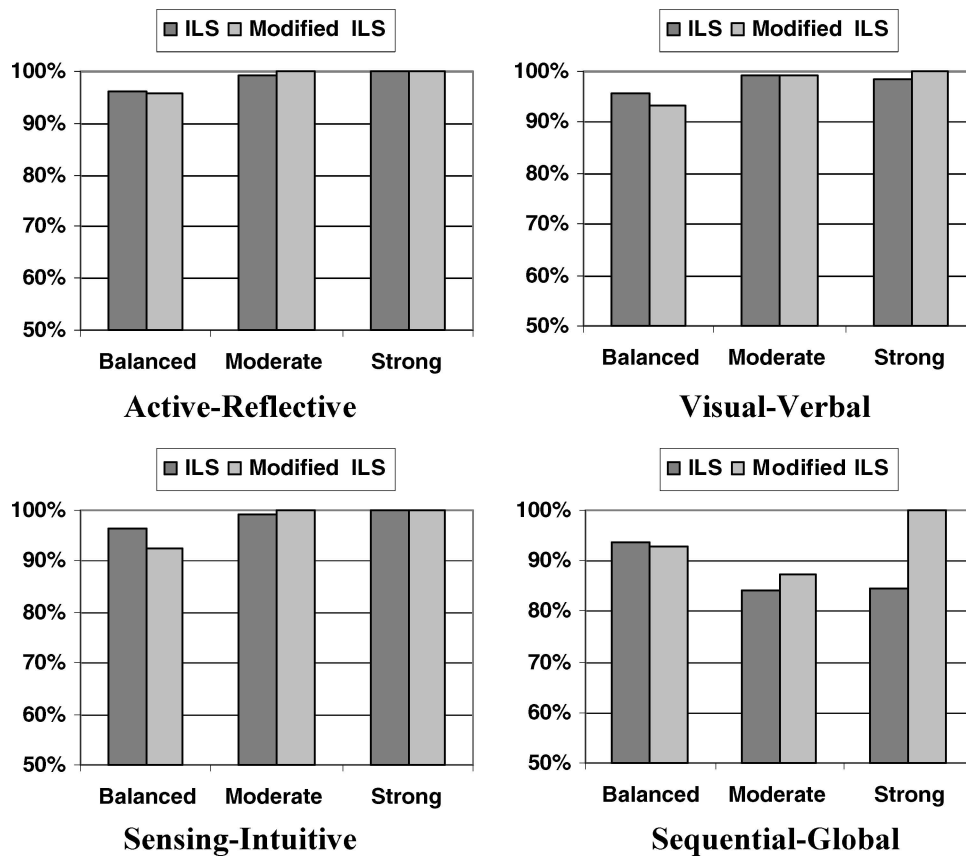 ILS Modified ILS
100%
90%
80%
70%
60%
50%
Balanced Moderate Strong
Active-Reflective
ILS Modified ILS
100%
90%
80%
70%
60%
50%
Balanced Moderate Strong
Visual-Verbal
ILS Modified ILS
100%
90%
80%
70%
60%
50%
Balanced Moderate Strong
Sensing-Intuitive
ILS Modified ILS
100%
90%
80%
70%
60%
50%
Balanced Moderate Strong
Sequential-Global